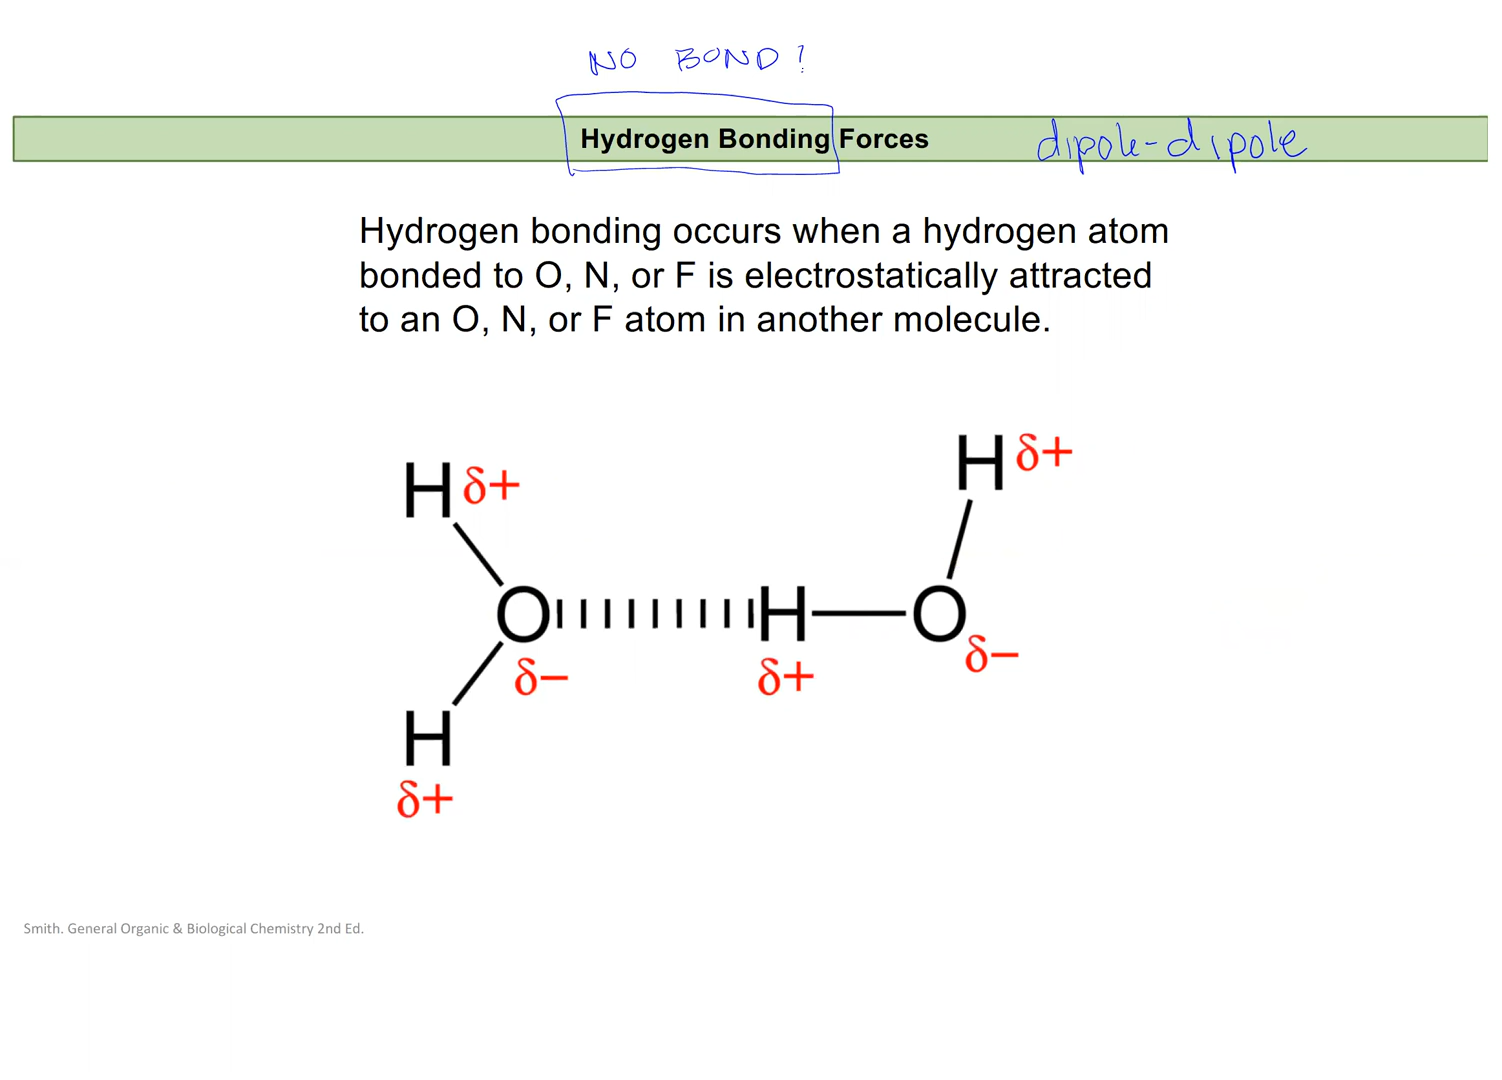 NO BOND!
Hydrogen Bonding Forces dipole-dipole
Hydrogen bonding occurs when a hydrogen atom
bonded to O, N, or F is electrostatically attracted
to an O, N, or F atom in another molecule.
H δ+
H δ+
O H O
δ− δ+ δ−
H
δ+
Smith. General Organic & Biological Chemistry 2nd Ed.